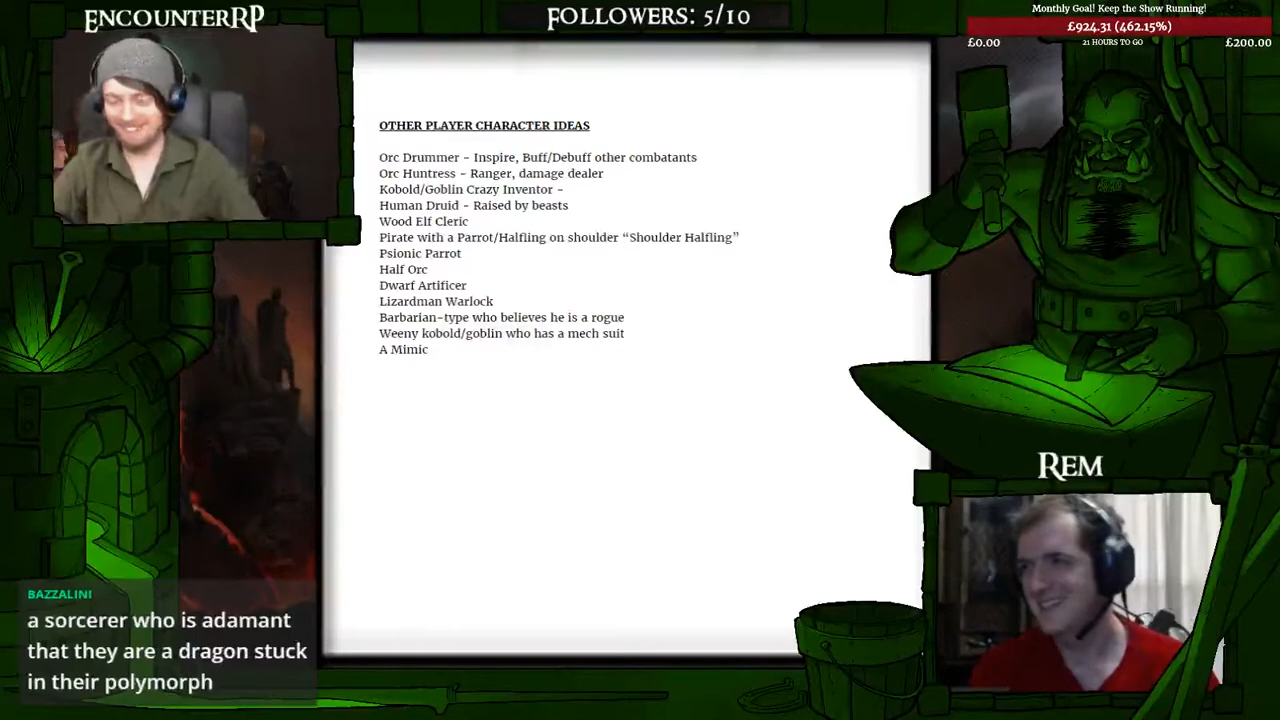 ENCOUNTERRP
FOLLOWERS: 5/10
Monthly Goal! Keep the Show Running!
£924.31 (462.15%)
£0.00
21 HOURS TO GO
£200.00
OTHER PLAYER CHARACTER IDEAS
Orc Drummer - Inspire, Buff/Debuff other combatants
Orc Huntress - Ranger, damage dealer
Kobold/Goblin Crazy Inventor -
Human Druid - Raised by beasts
Wood Elf Cleric
Pirate with a Parrot/Halfling on shoulder “Shoulder Halfling”
Psionic Parrot
Half Orc
Dwarf Artificer
Lizardman Warlock
Barbarian-type who believes he is a rogue
Weeny kobold/goblin who has a mech suit
A Mimic
REM
BAZZALINI
a sorcerer who is adamant
that they are a dragon stuck
in their polymorph